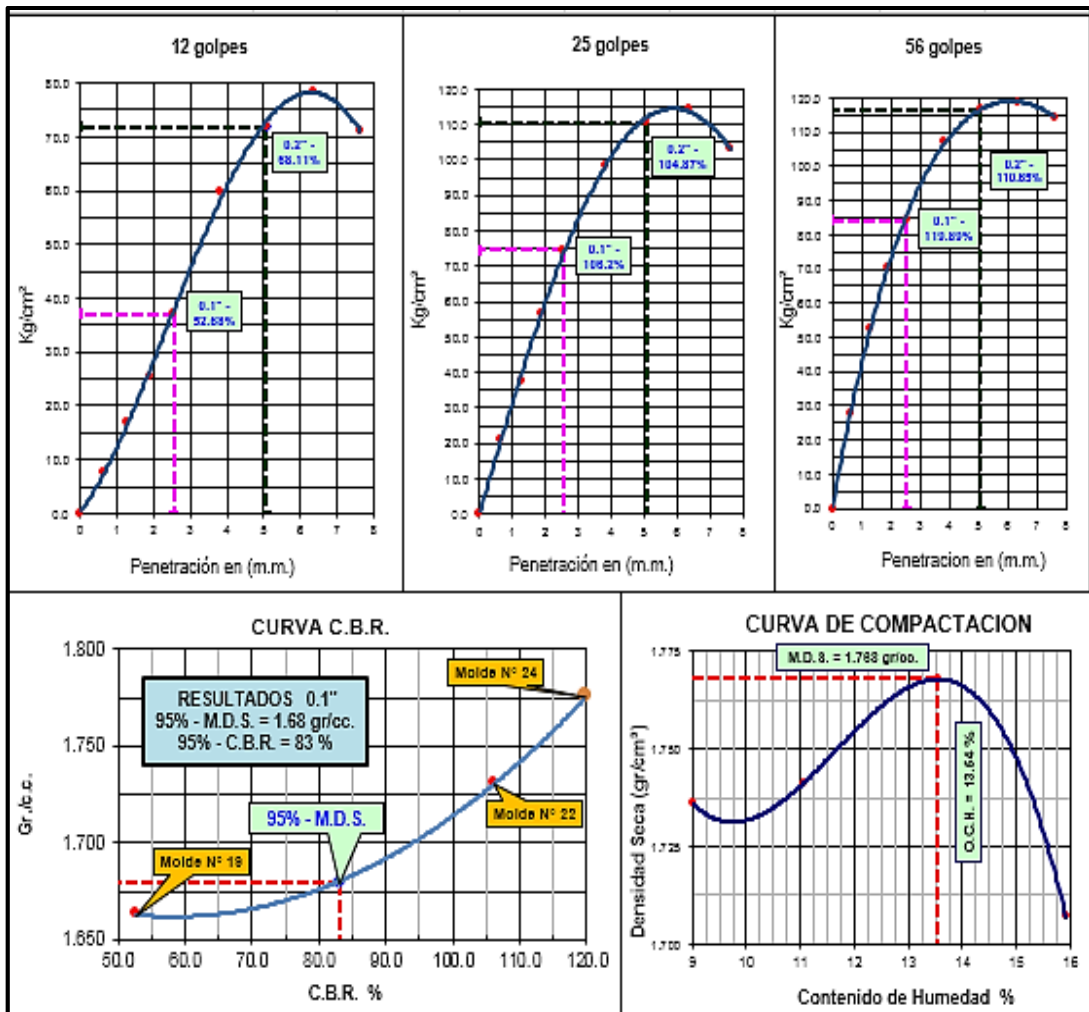 12 golpes
80.0
70.0
60.0
50.0
40.0
30.0
20.0
10.0
0.0
Kg/cm²
0.2" -
68.11%
0.1" -
52.68%
0 1 2 3 4 5 6 7 8
Penetración en (m.m.)
25 golpes
120.0
110.0
100.0
90.0
80.0
70.0
60.0
50.0
40.0
30.0
20.0
10.0
0.0
Kg/cm²
0.2" -
104.87%
0.1" -
106.2%
0 1 2 3 4 5 6 7 8
Penetracion en (m.m.)
56 golpes
120.0
110.0
100.0
90.0
80.0
70.0
60.0
50.0
40.0
30.0
20.0
10.0
0.0
Kg/cm²
0.2" -
0.1" -
119.89%
0 1 2 3 4 5 6 7 8
Penetración en (m.m.)
CURVA C.B.R.
1.800
1.750
1.700
1.650
Gr./c.c.
RESULTADOS 0.1"
95% - M.D.S. = 1.68 gr/cc.
95% - C.B.R. = 83 %
Molde Nº 24
Molde Nº 22
95% - M.D.S.
Molde Nº 19
50.0 60.0 70.0 80.0 90.0 100.0 110.0 120.0
C.B.R. %
CURVA DE COMPACTACION
1.775
1.750
1.725
1.700
Densidad Seca (gr/cm³)
M.D.S. = 1.768 gr/cc.
O.C.H. = 13.54 %
9 10 11 12 13 14 15 16
Contenido de Humedad %